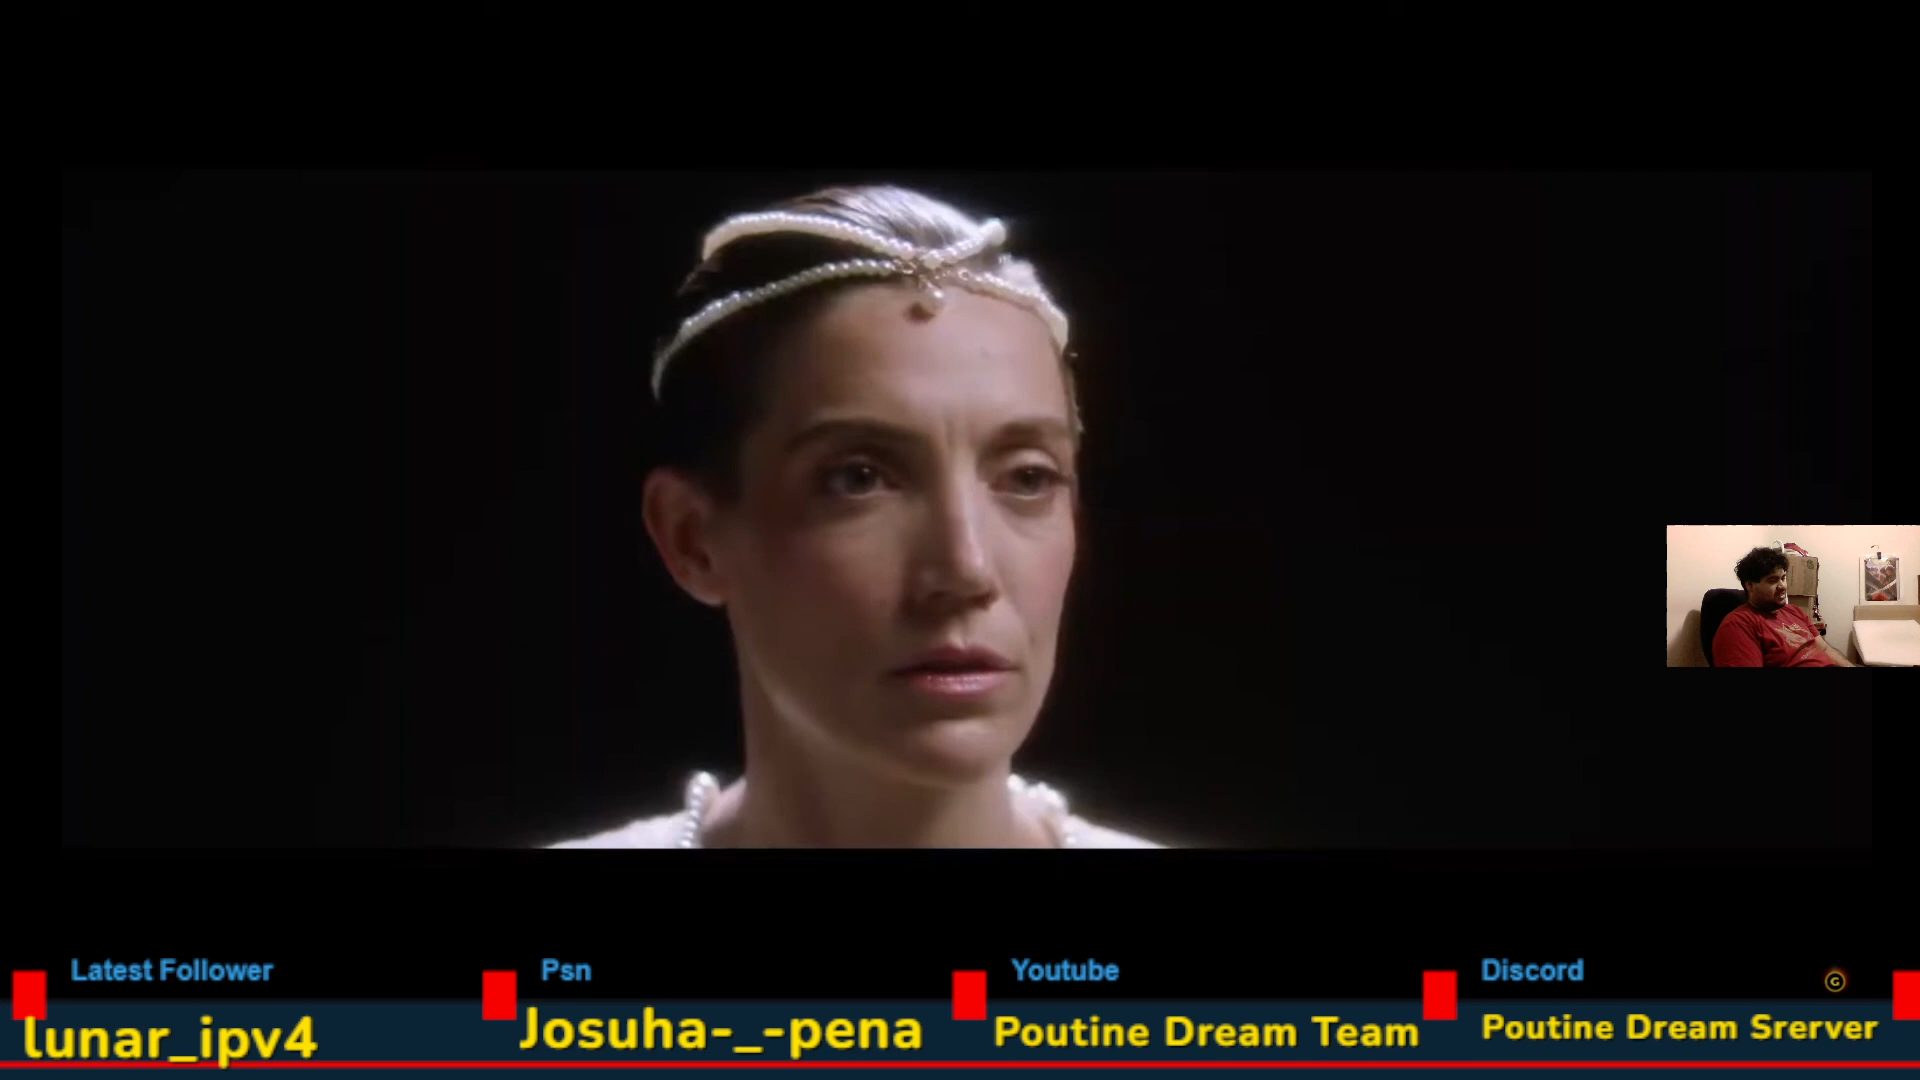 Latest Follower
lunar_ipv4
Psn
Josuha-_-pena
Youtube
Poutine Dream Team
Discord
Poutine Dream Srerver
G